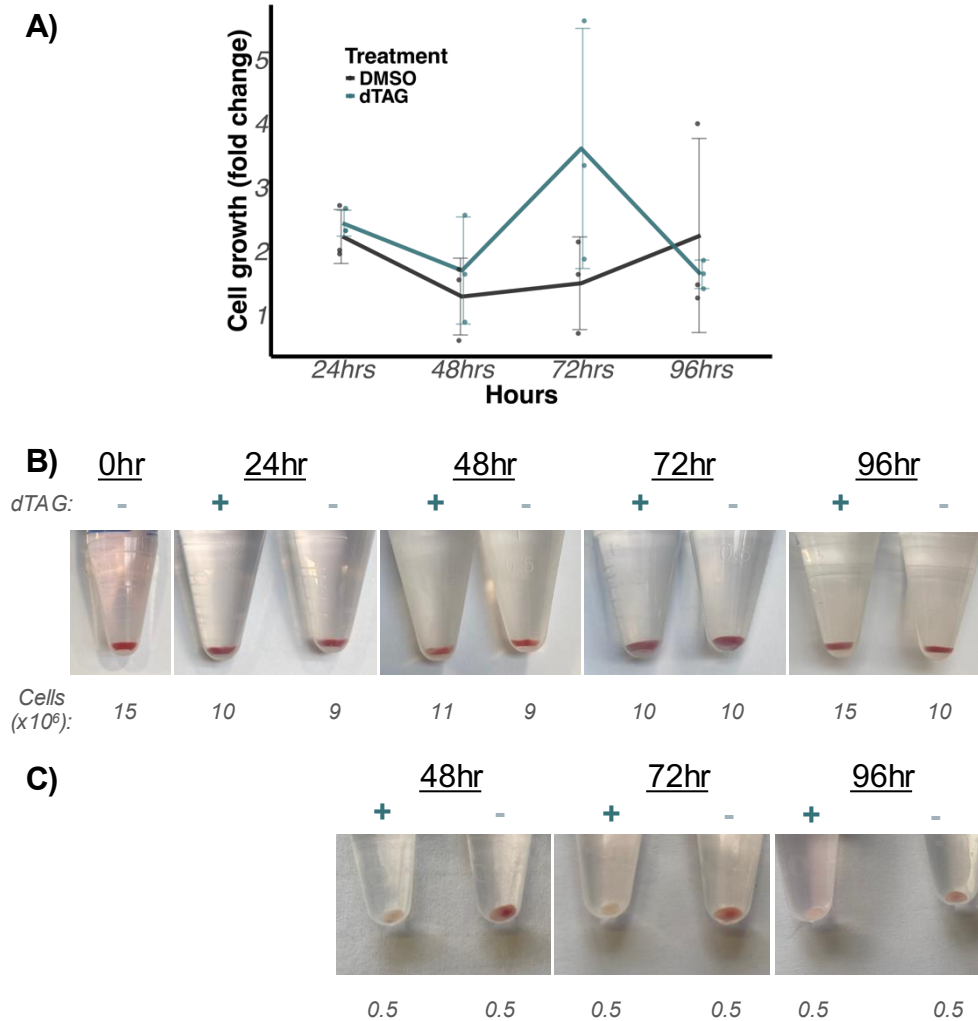 A)
Cell growth (fold change)
5
4
3
2
1
Treatment
DMSO
dTAG
24hrs 48hrs 72hrs 96hrs
Hours
B) 0hr 24hr 48hr 72hr 96hr
dTAG: - + - + - + - + -
Cells
(x10⁶): 15 10 9 11 9 10 10 15 10
C) 48hr 72hr 96hr
+ - + - + -
0.5 0.5 0.5 0.5 0.5 0.5